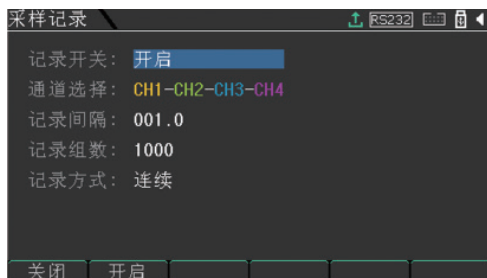 采样记录 RS232
记录开关: 开启
通道选择: CH1-CH2-CH3-CH4
记录间隔: 001.0
记录组数: 1000
记录方式: 连续
关闭 开启